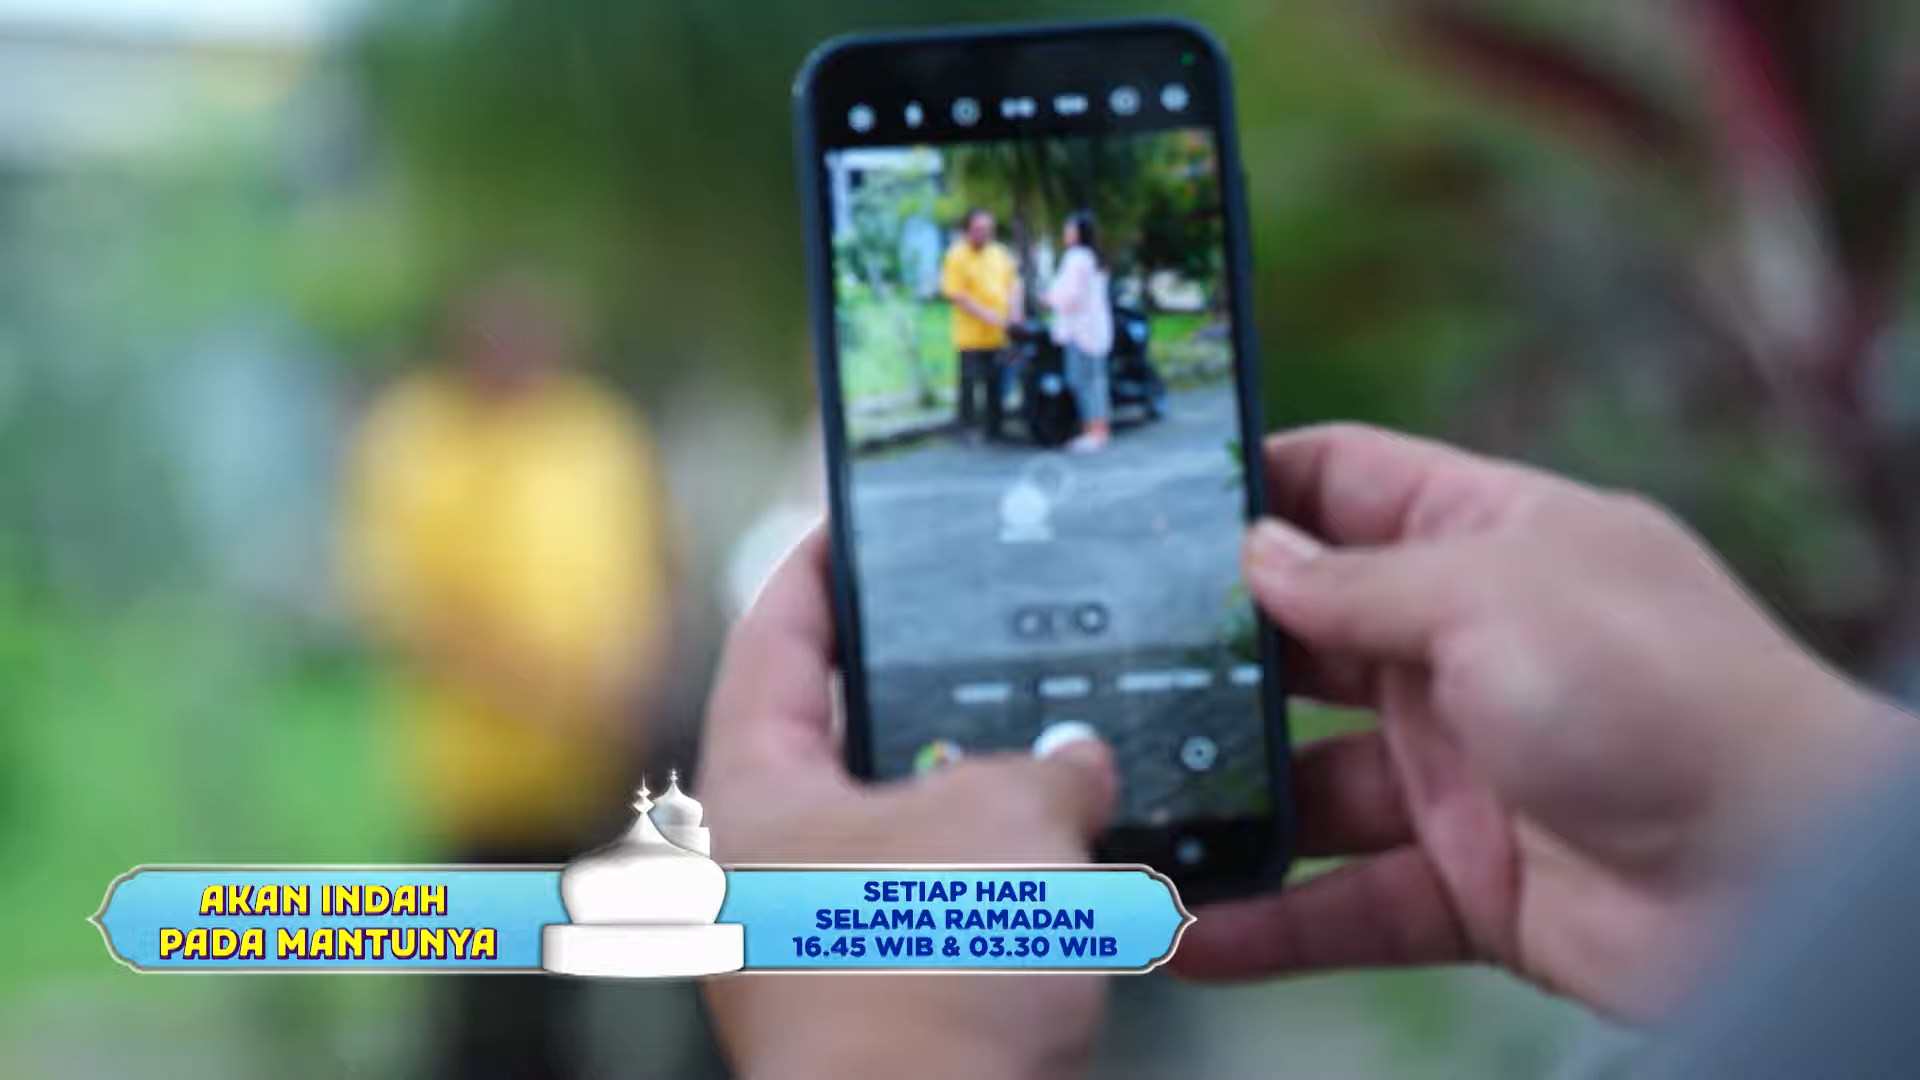 AKAN INDAH
PADA MANTUNYA
SETIAP HARI
SELAMA RAMADAN
16.45 WIB & 03.30 WIB